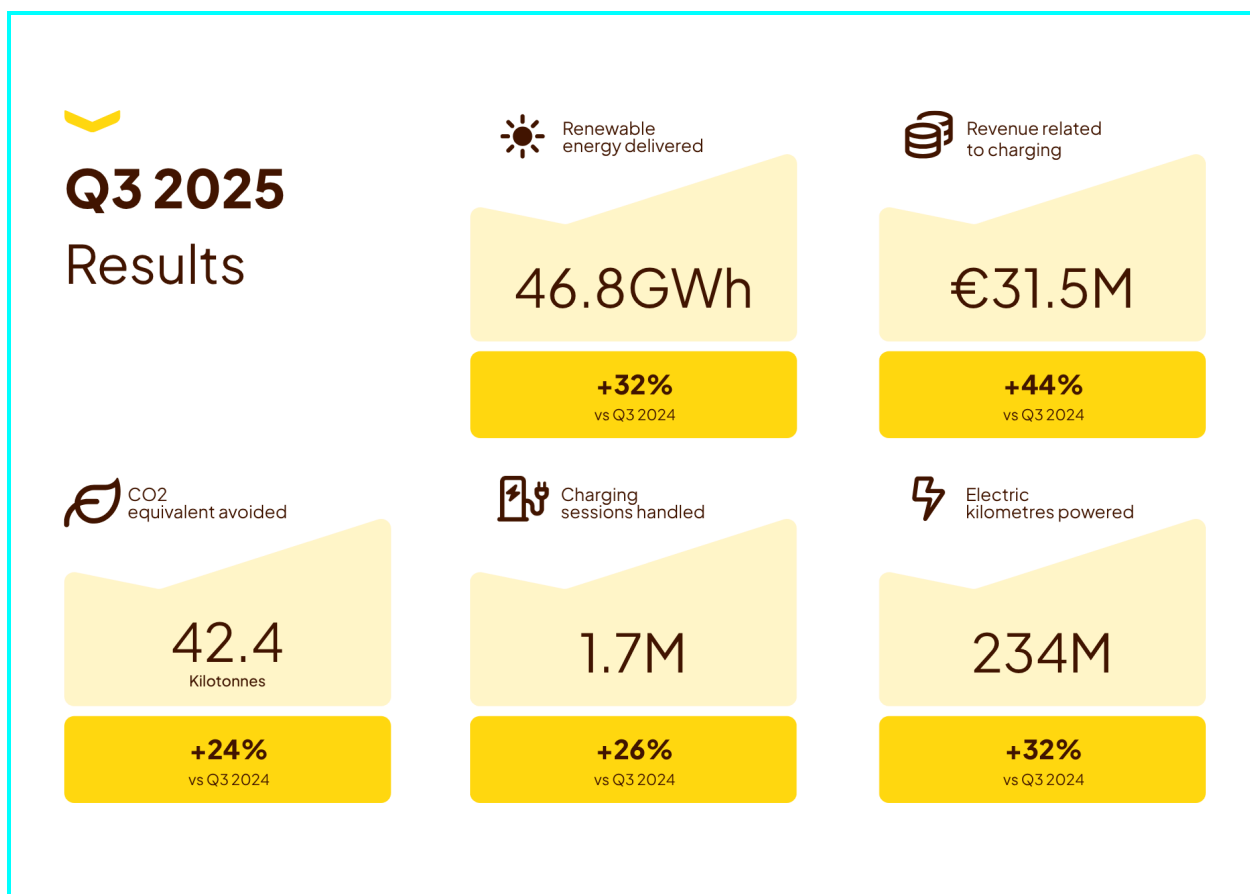 Q3 2025
Results
Renewable
energy delivered
46.8GWh
+32%
vs Q3 2024
Revenue related
to charging
€31.5M
+44%
vs Q3 2024
CO2
equivalent avoided
42.4
Kilotonnes
+24%
vs Q3 2024
Charging
sessions handled
1.7M
+26%
vs Q3 2024
Electric
kilometres powered
234M
+32%
vs Q3 2024